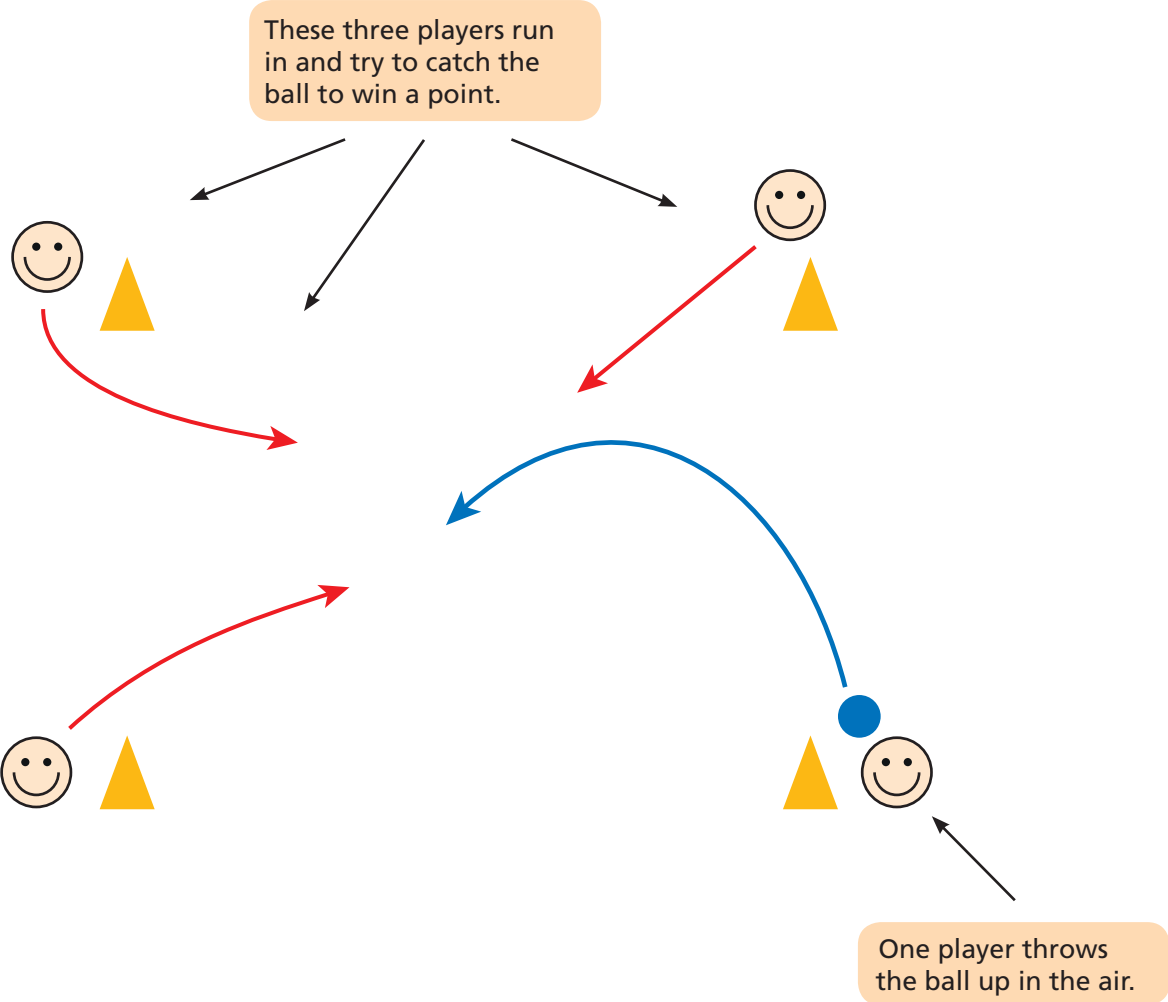 These three players run
in and try to catch the
ball to win a point.
One player throws
the ball up in the air.